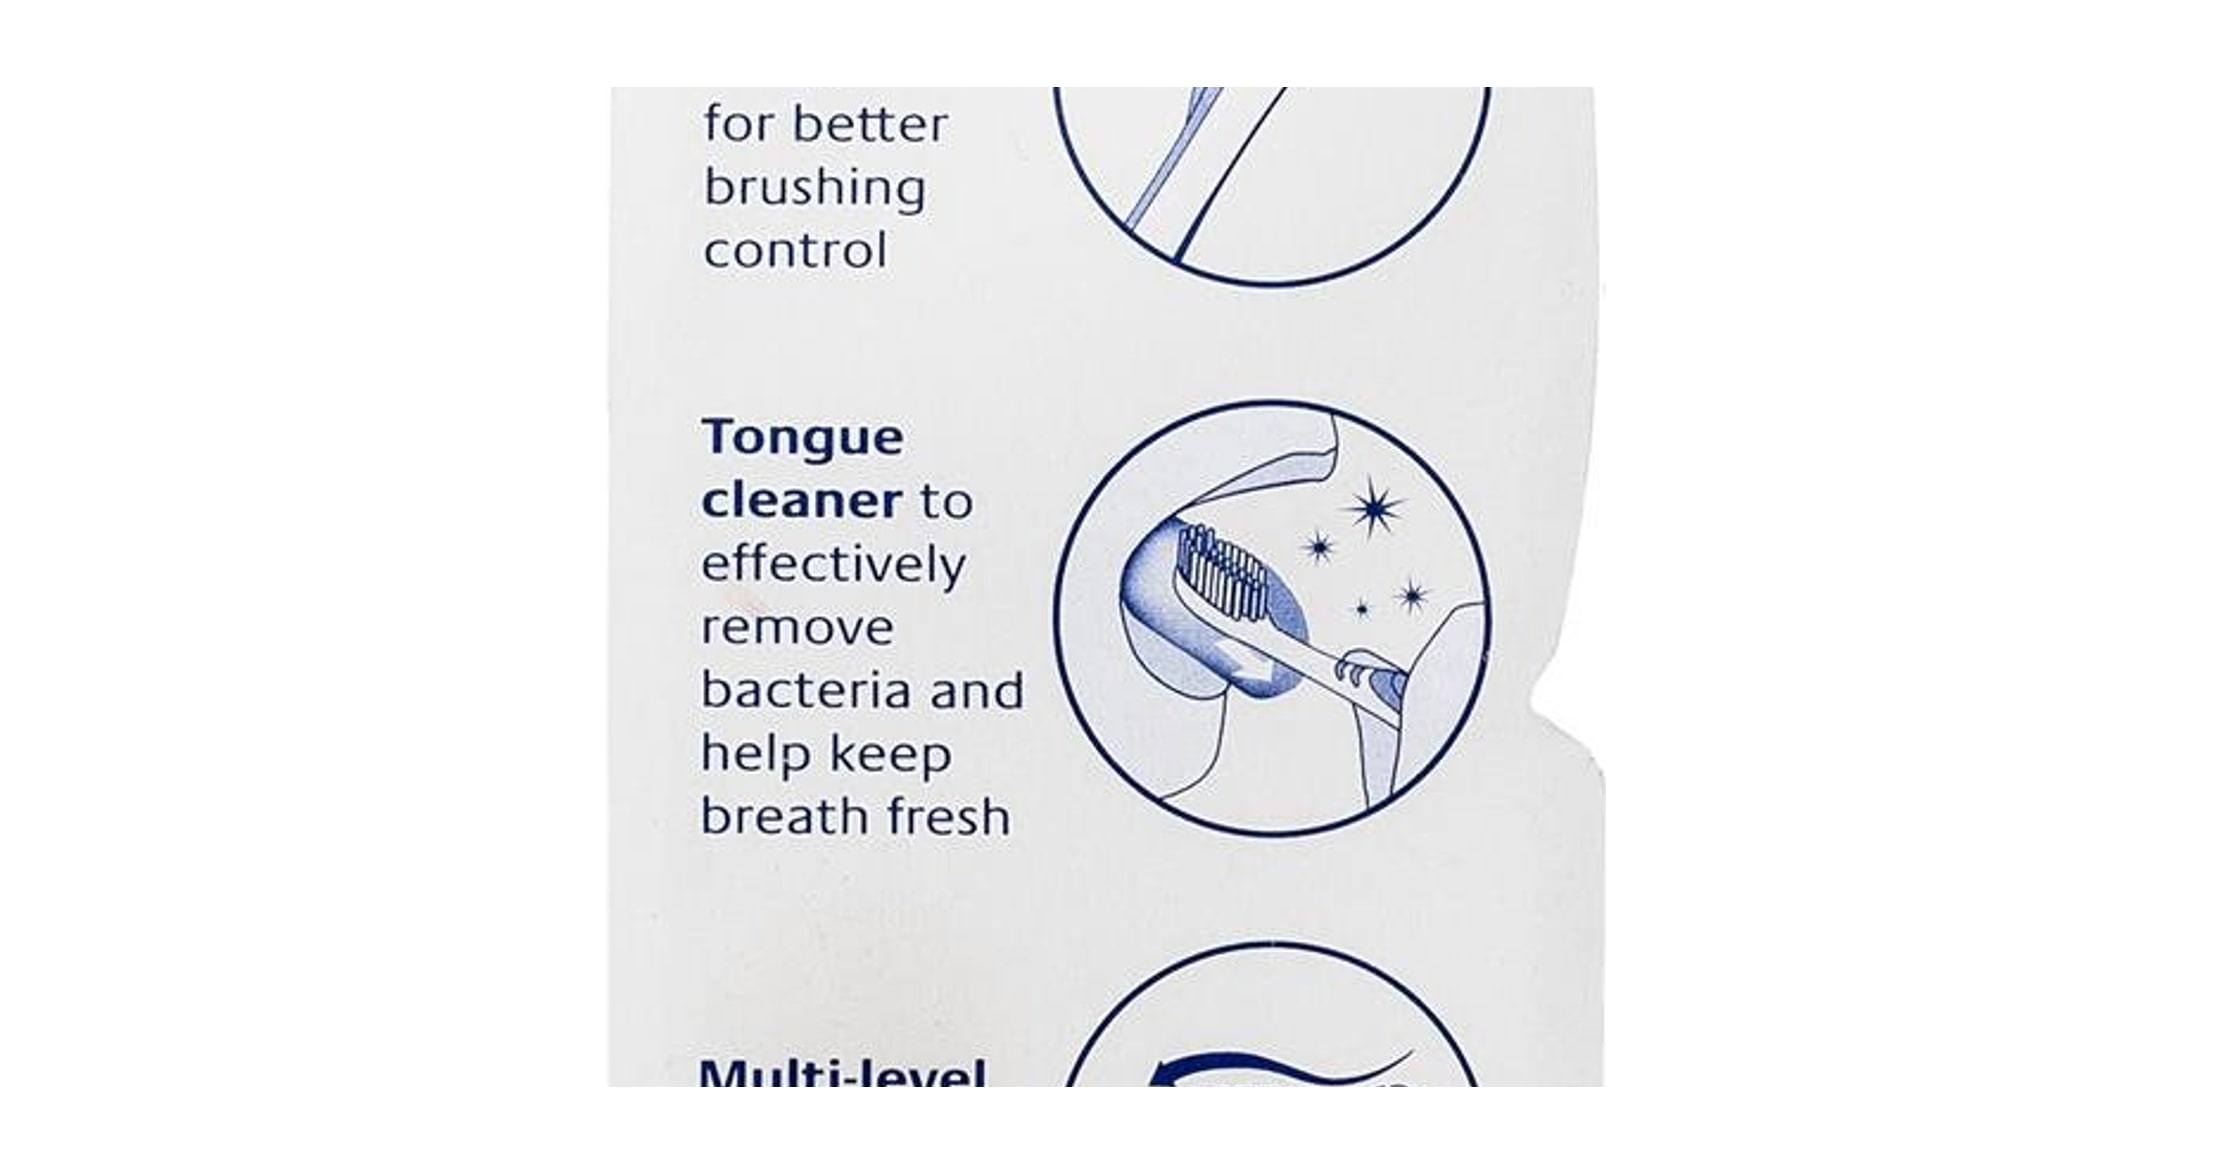 for better
brushing
control
Tongue
cleaner to
effectively
remove
bacteria and
help keep
breath fresh
Multi-level